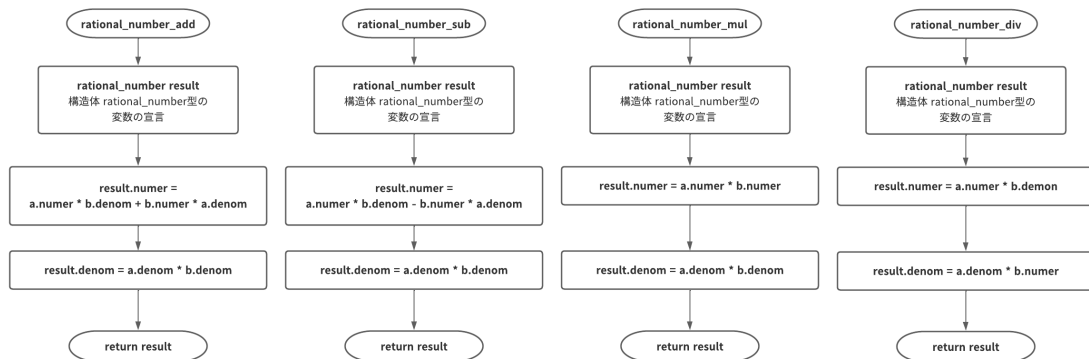 rational_number_add
rational_number result
構造体 rational_number型の
変数の宣言
result.numer =
a.numer * b.denom + b.numer * a.denom
result.denom = a.denom * b.denom
return result
rational_number_sub
rational_number result
構造体 rational_number型の
変数の宣言
result.numer =
a.numer * b.denom - b.numer * a.denom
result.denom = a.denom * b.denom
return result
rational_number_mul
rational_number result
構造体 rational_number型の
変数の宣言
result.numer = a.numer * b.numer
result.denom = a.denom * b.denom
return result
rational_number_div
rational_number result
構造体 rational_number型の
変数の宣言
result.numer = a.numer * b.demon
result.denom = a.denom * b.numer
return result